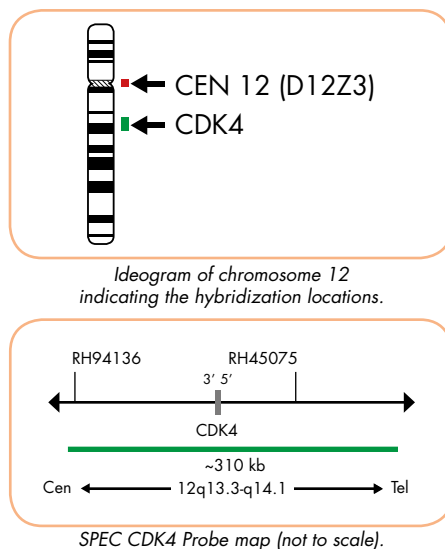 CEN 12 (D12Z3)
CDK4
Ideogram of chromosome 12
indicating the hybridization locations.
RH94136 RH45075
3’ 5’
CDK4
~310 kb
Cen 12q13.3-q14.1 Tel
SPEC CDK4 Probe map (not to scale).